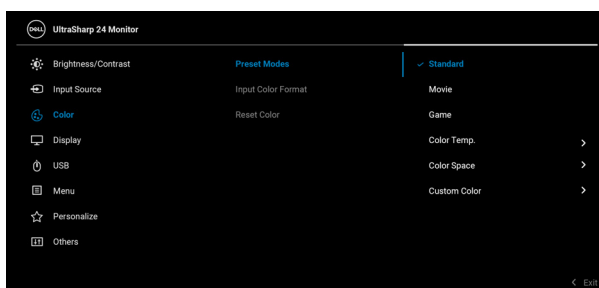 DELL UltraSharp 24 Monitor
Brightness/Contrast Preset Modes Standard
Input Source Input Color Format Movie
Color Reset Color Game
Display Color Temp.
USB Color Space
Menu Custom Color
Personalize
Others
Exit